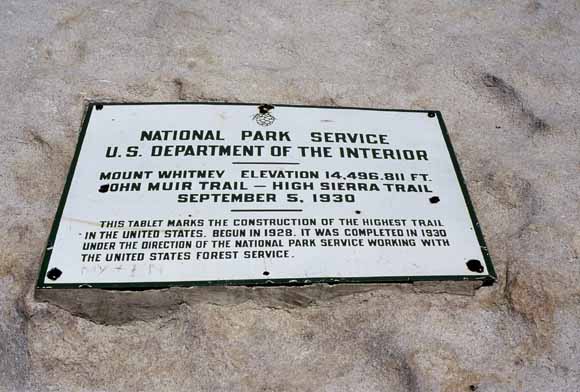 NATIONAL PARK SERVICE
U.S. DEPARTMENT OF THE INTERIOR
MOUNT WHITNEY ELEVATION 14,496.811 FT.
JOHN MUIR TRAIL — HIGH SIERRA TRAIL
SEPTEMBER 5, 1930
THIS TABLET MARKS THE CONSTRUCTION OF THE HIGHEST TRAIL
IN THE UNITED STATES. BEGUN IN 1928. IT WAS COMPLETED IN 1930
UNDER THE DIRECTION OF THE NATIONAL PARK SERVICE WORKING WITH
THE UNITED STATES FOREST SERVICE.